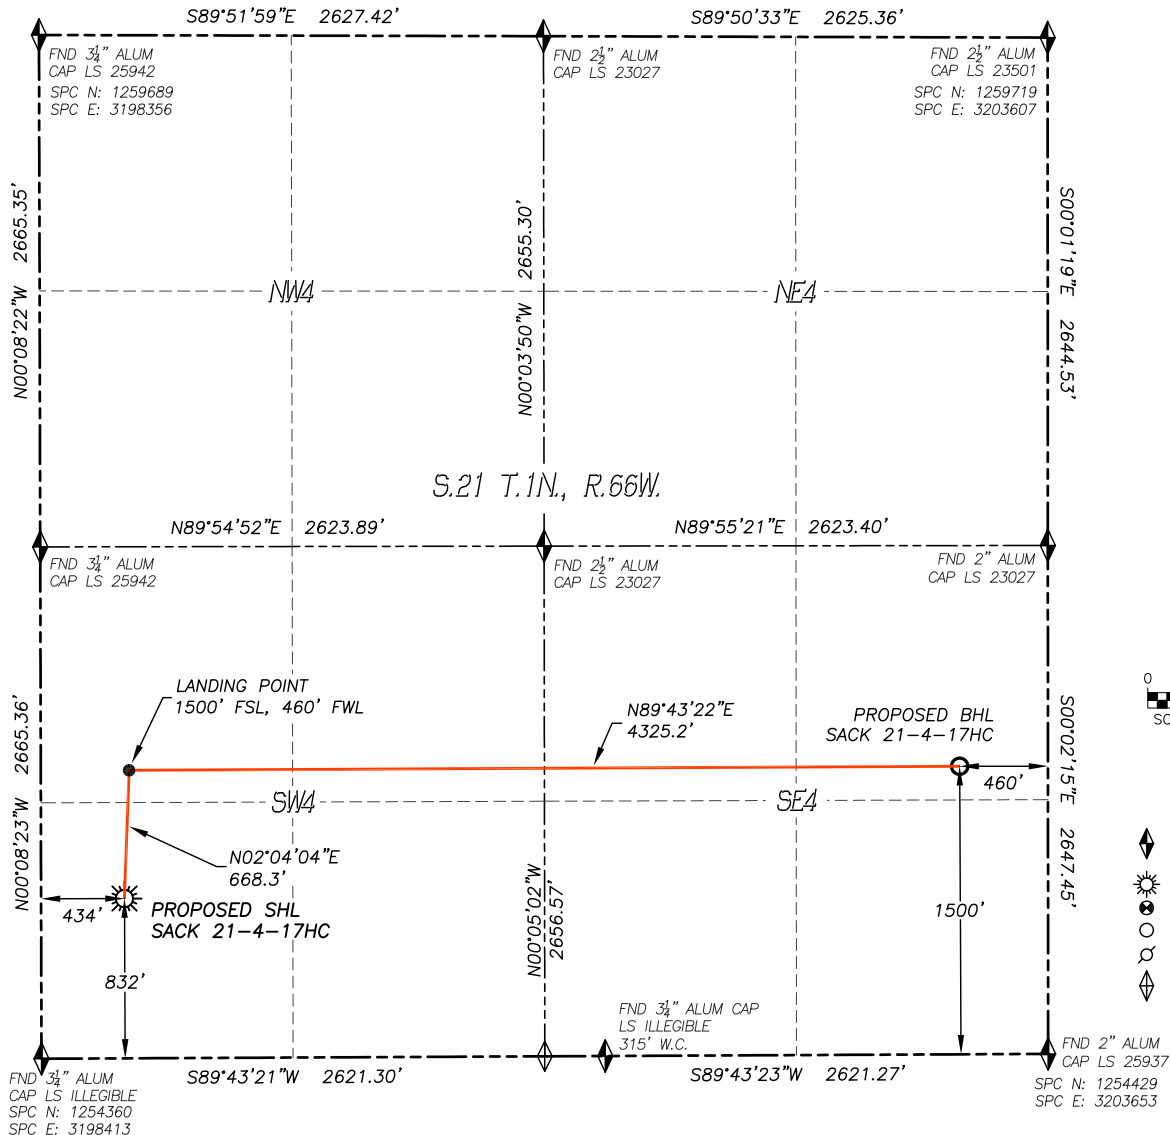 S89°51'59"E 2627.42'
S89°50'33"E 2625.36'
FND 3¼" ALUM
CAP LS 25942
SPC N: 1259689
SPC E: 3198356
FND 2½" ALUM
CAP LS 23027
FND 2½" ALUM
CAP LS 23501
SPC N: 1259719
SPC E: 3203607
N00°08'22"W 2665.35'
N00°03'50"W 2655.30'
S00°01'19"E 2644.53'
NW4
NE4
S.21 T.1N., R.66W.
N89°54'52"E 2623.89'
N89°55'21"E 2623.40'
FND 3¼" ALUM
CAP LS 25942
FND 2½" ALUM
CAP LS 23027
FND 2" ALUM
CAP LS 23027
LANDING POINT
1500' FSL, 460' FWL
N89°43'22"E
4325.2'
PROPOSED BHL
SACK 21-4-17HC
0
SC
460'
N00°08'23"W 2665.36'
S00°02'15"E 2647.45'
SW4
SE4
N02°04'04"E
668.3'
434'
PROPOSED SHL
SACK 21-4-17HC
832'
N00°05'02"W
2656.57'
1500'
FND 3¼" ALUM CAP
LS ILLEGIBLE
315' W.C.
FND 3¼" ALUM
CAP LS ILLEGIBLE
SPC N: 1254360
SPC E: 3198413
S89°43'21"W 2621.30'
S89°43'23"W 2621.27'
FND 2" ALUM
CAP LS 25937
SPC N: 1254429
SPC E: 3203653